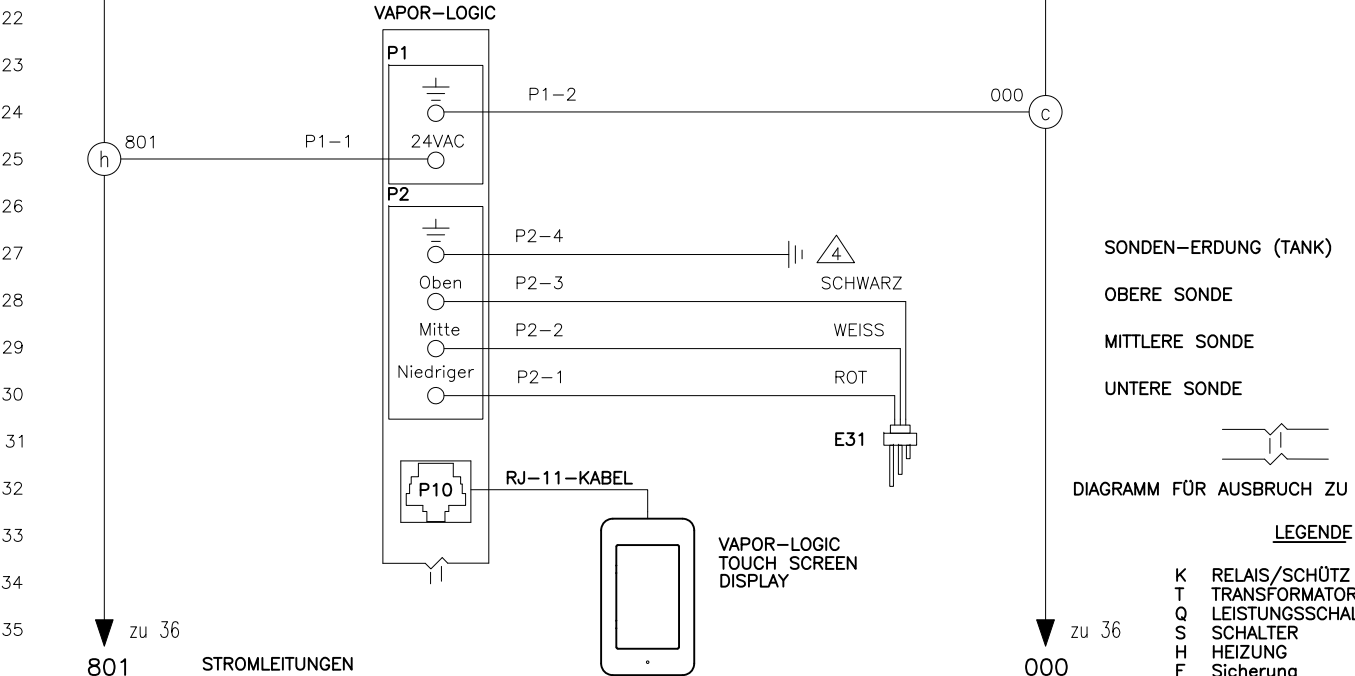 22
VAPOR-LOGIC
23
P1
24
P1-2
000
c
h
801
P1-1
24VAC
25
26
P2
27
P2-4
4
SONDEN-ERDUNG (TANK)
28
Oben
P2-3
SCHWARZ
OBERE SONDE
29
Mitte
P2-2
WEISS
MITTLERE SONDE
30
Niedriger
P2-1
ROT
UNTERE SONDE
31
E31
32
P10
RJ-11-KABEL
DIAGRAMM FÜR AUSBRUCH ZU
33
LEGENDE
VAPOR-LOGIC
TOUCH SCREEN
DISPLAY
34
K RELAIS/SCHÜTZ
T TRANSFORMATOR
Q LEISTUNGSSCHAL
S SCHALTER
H HEIZUNG
F Sicherung
35
zu 36
zu 36
801
STROMLEITUNGEN
000